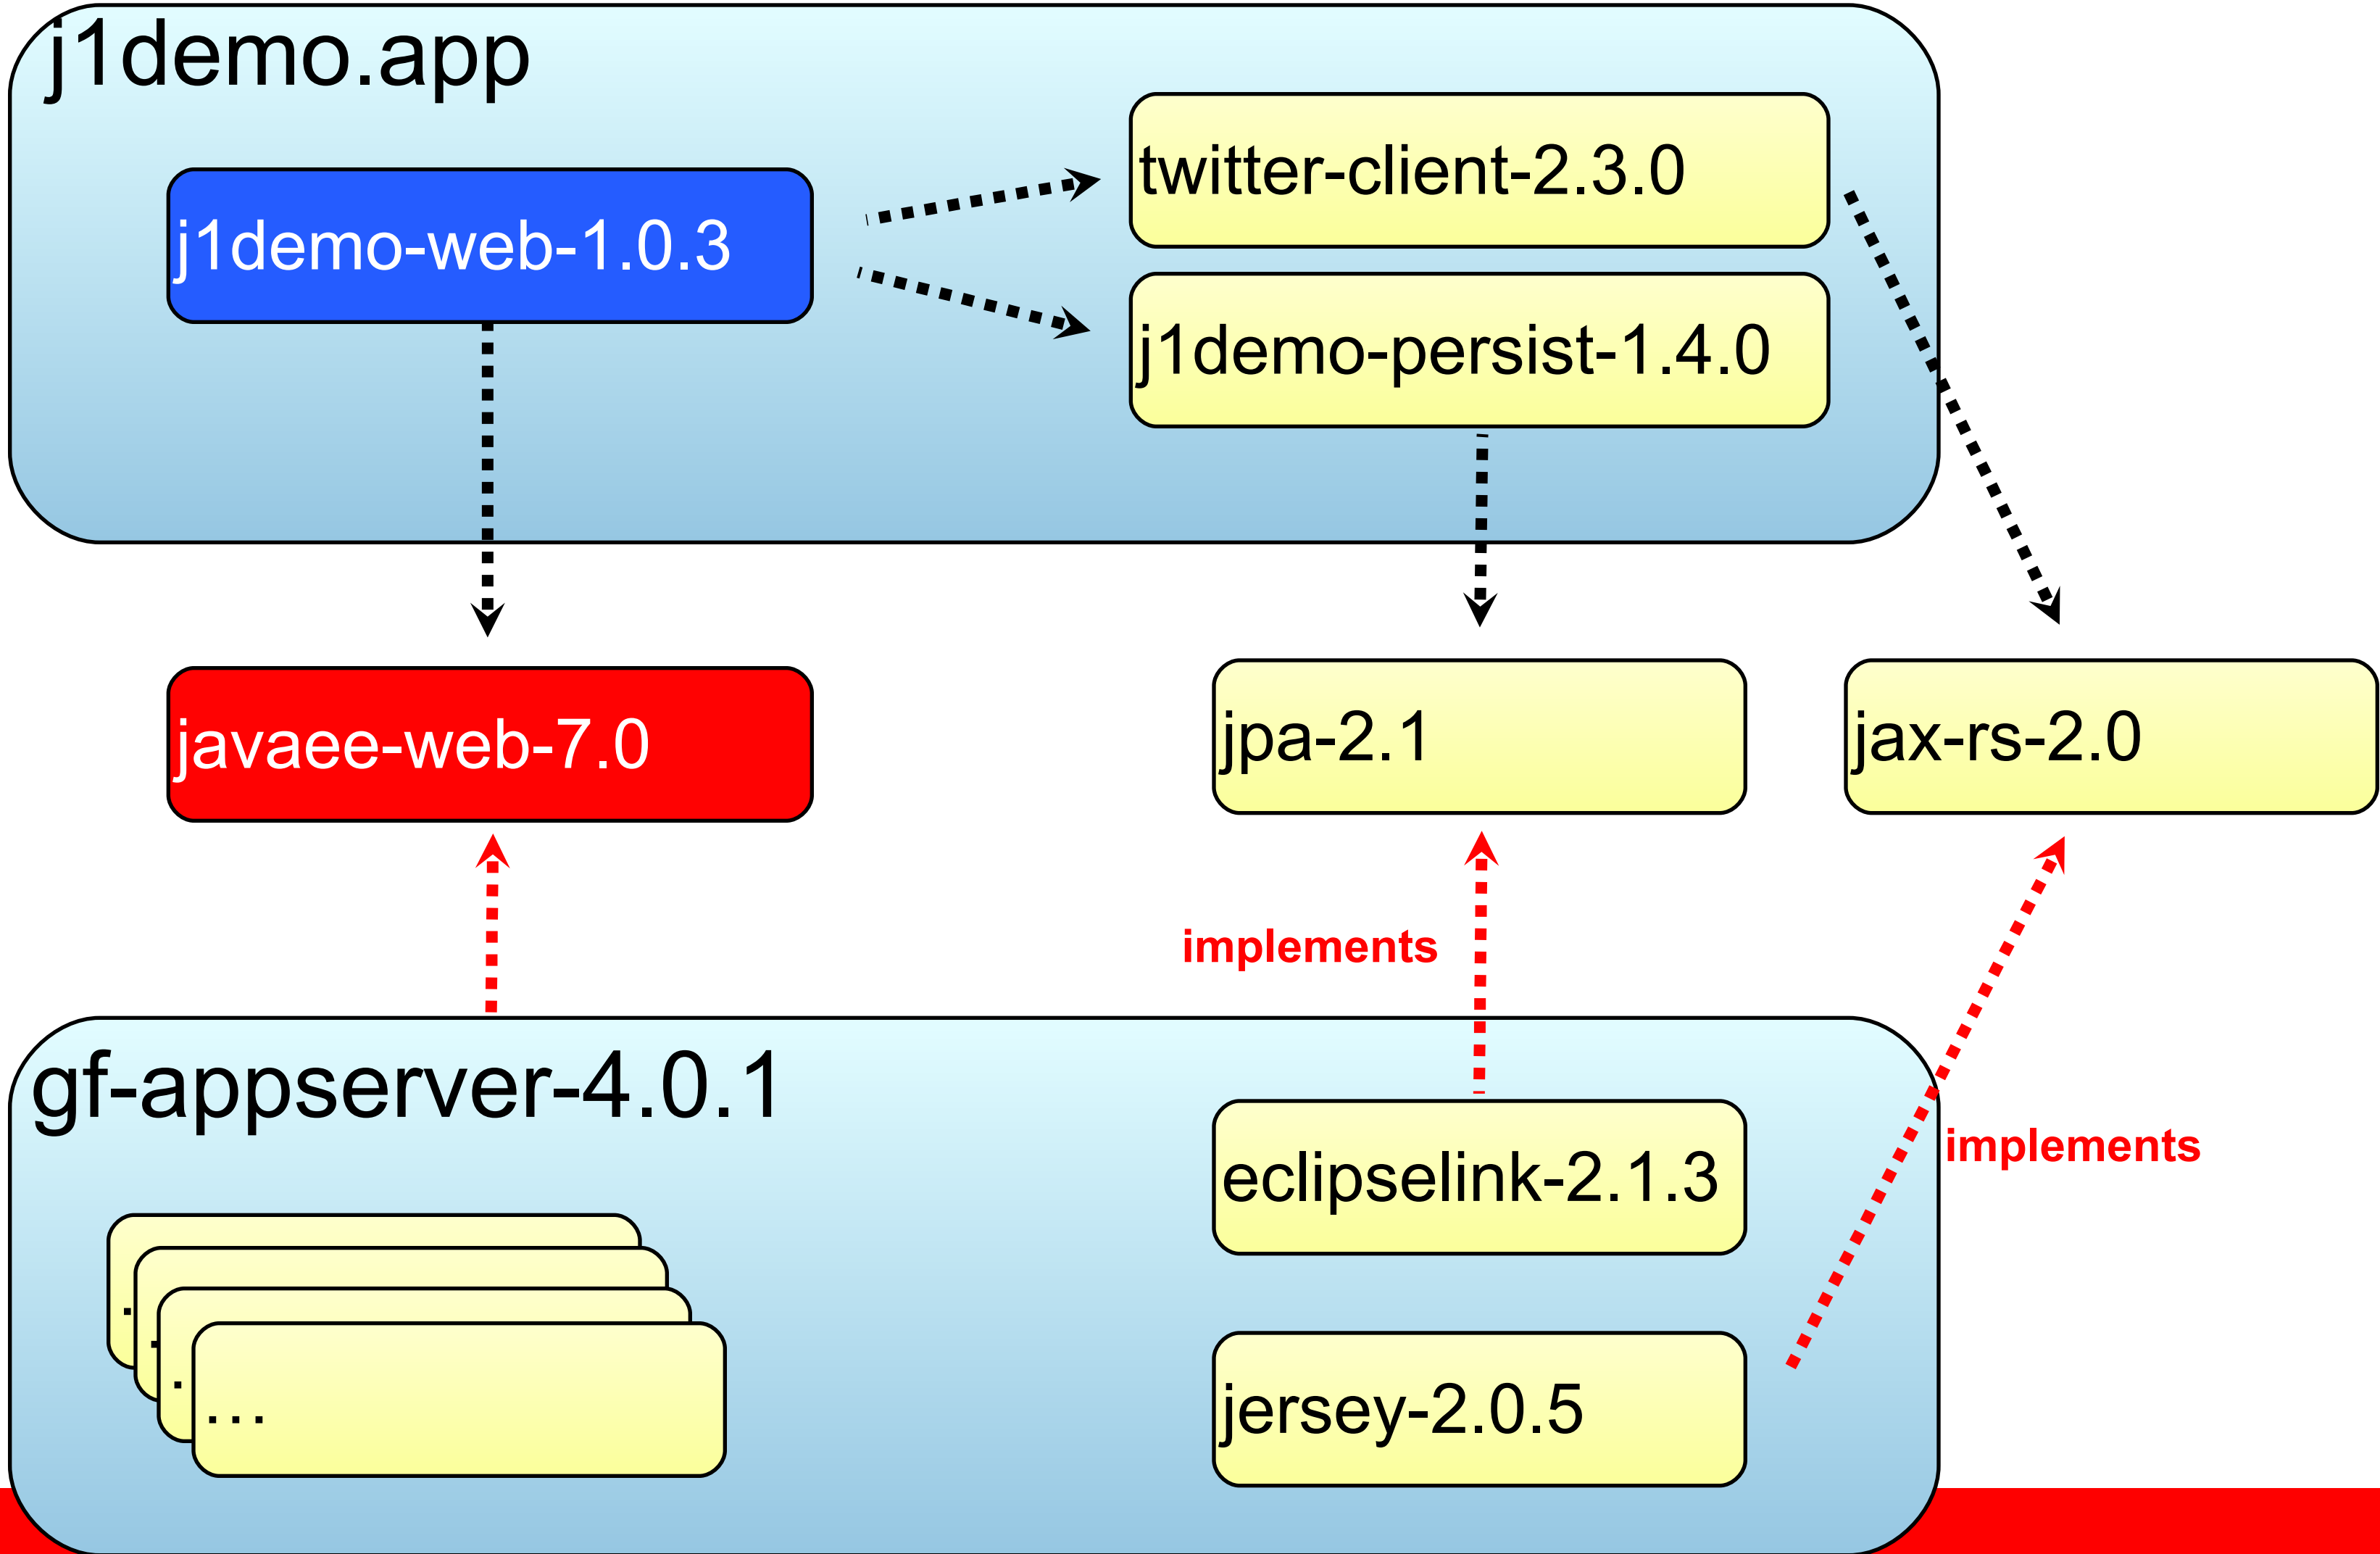 j1demo.app
twitter-client-2.3.0
j1demo-web-1.0.3
j1demo-persist-1.4.0
javaee-web-7.0
jpa-2.1
jax-rs-2.0
implements
gf-appserver-4.0.1
implements
eclipselink-2.1.3
.
.
.
...
jersey-2.0.5